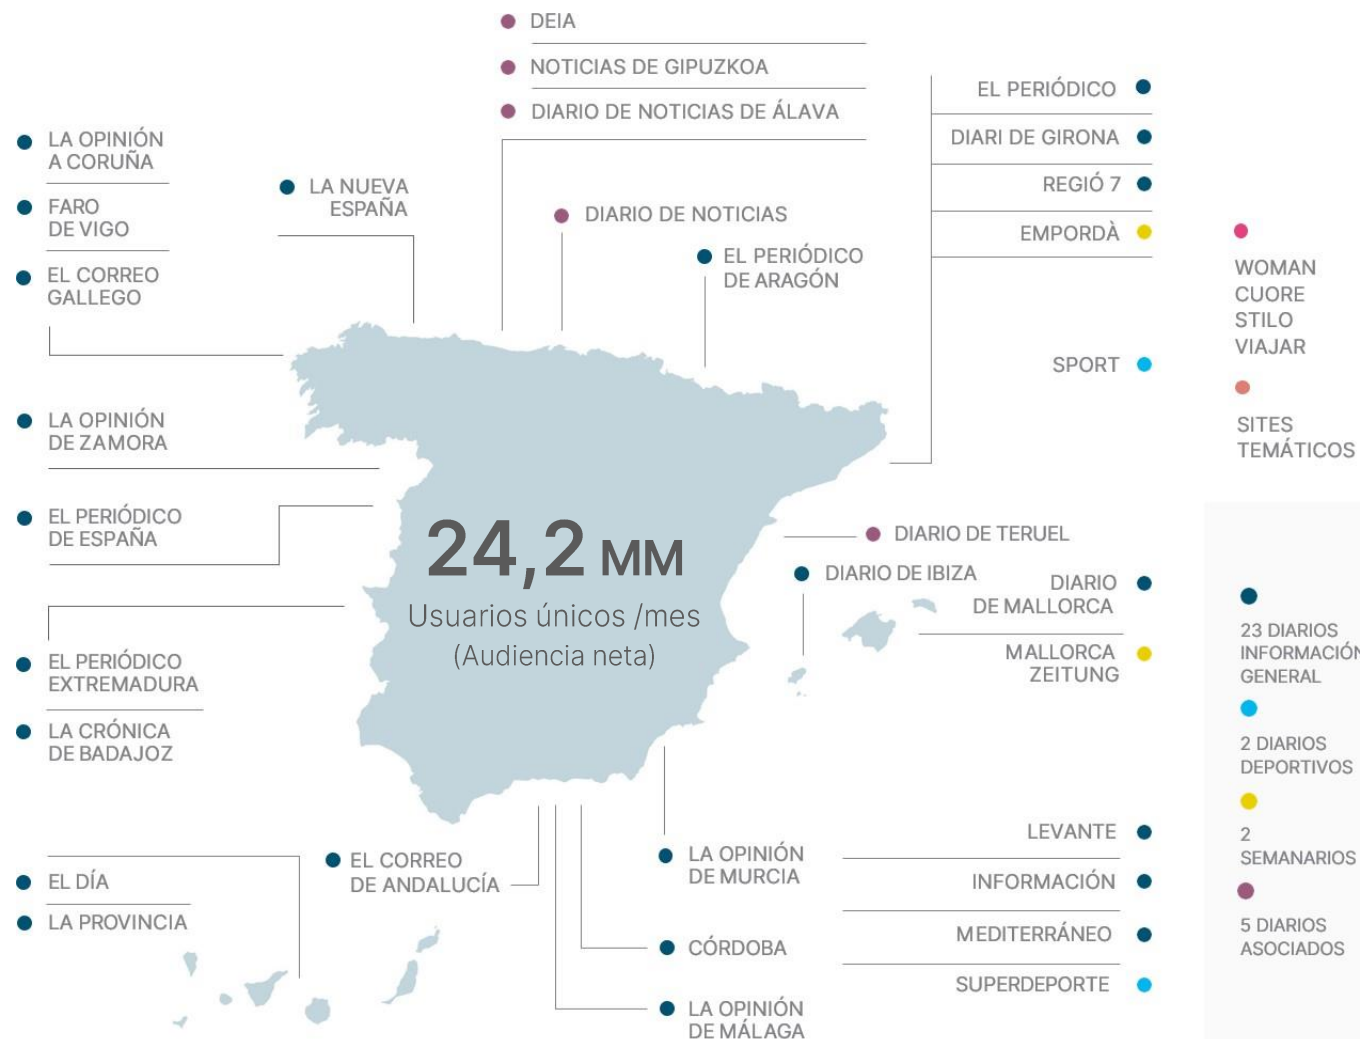 DEIA
NOTICIAS DE GIPUZKOA
DIARIO DE NOTICIAS DE ÁLAVA
LA OPINIÓN
A CORUÑA
FARO
DE VIGO
EL CORREO
GALLEGO
LA NUEVA
ESPAÑA
DIARIO DE NOTICIAS
EL PERIÓDICO
DE ARAGÓN
EL PERIÓDICO
DIARI DE GIRONA
REGIÓ 7
EMPORDÀ
SPORT
WOMAN
CUORE
STILO
VIAJAR
SITES
TEMÁTICOS
LA OPINIÓN
DE ZAMORA
EL PERIÓDICO
DE ESPAÑA
EL PERIÓDICO
EXTREMADURA
LA CRÓNICA
DE BADAJOZ
24,2 MM
Usuarios únicos /mes
(Audiencia neta)
DIARIO DE TERUEL
DIARIO DE IBIZA
DIARIO
DE MALLORCA
MALLORCA
ZEITUNG
EL DÍA
LA PROVINCIA
EL CORREO
DE ANDALUCÍA
LA OPINIÓN
DE MURCIA
CÓRDOBA
LA OPINIÓN
DE MÁLAGA
LEVANTE
INFORMACIÓN
MEDITERRÁNEO
SUPERDEPORTE
23 DIARIOS
INFORMACIÓN
GENERAL
2 DIARIOS
DEPORTIVOS
2
SEMANARIOS
5 DIARIOS
ASOCIADOS